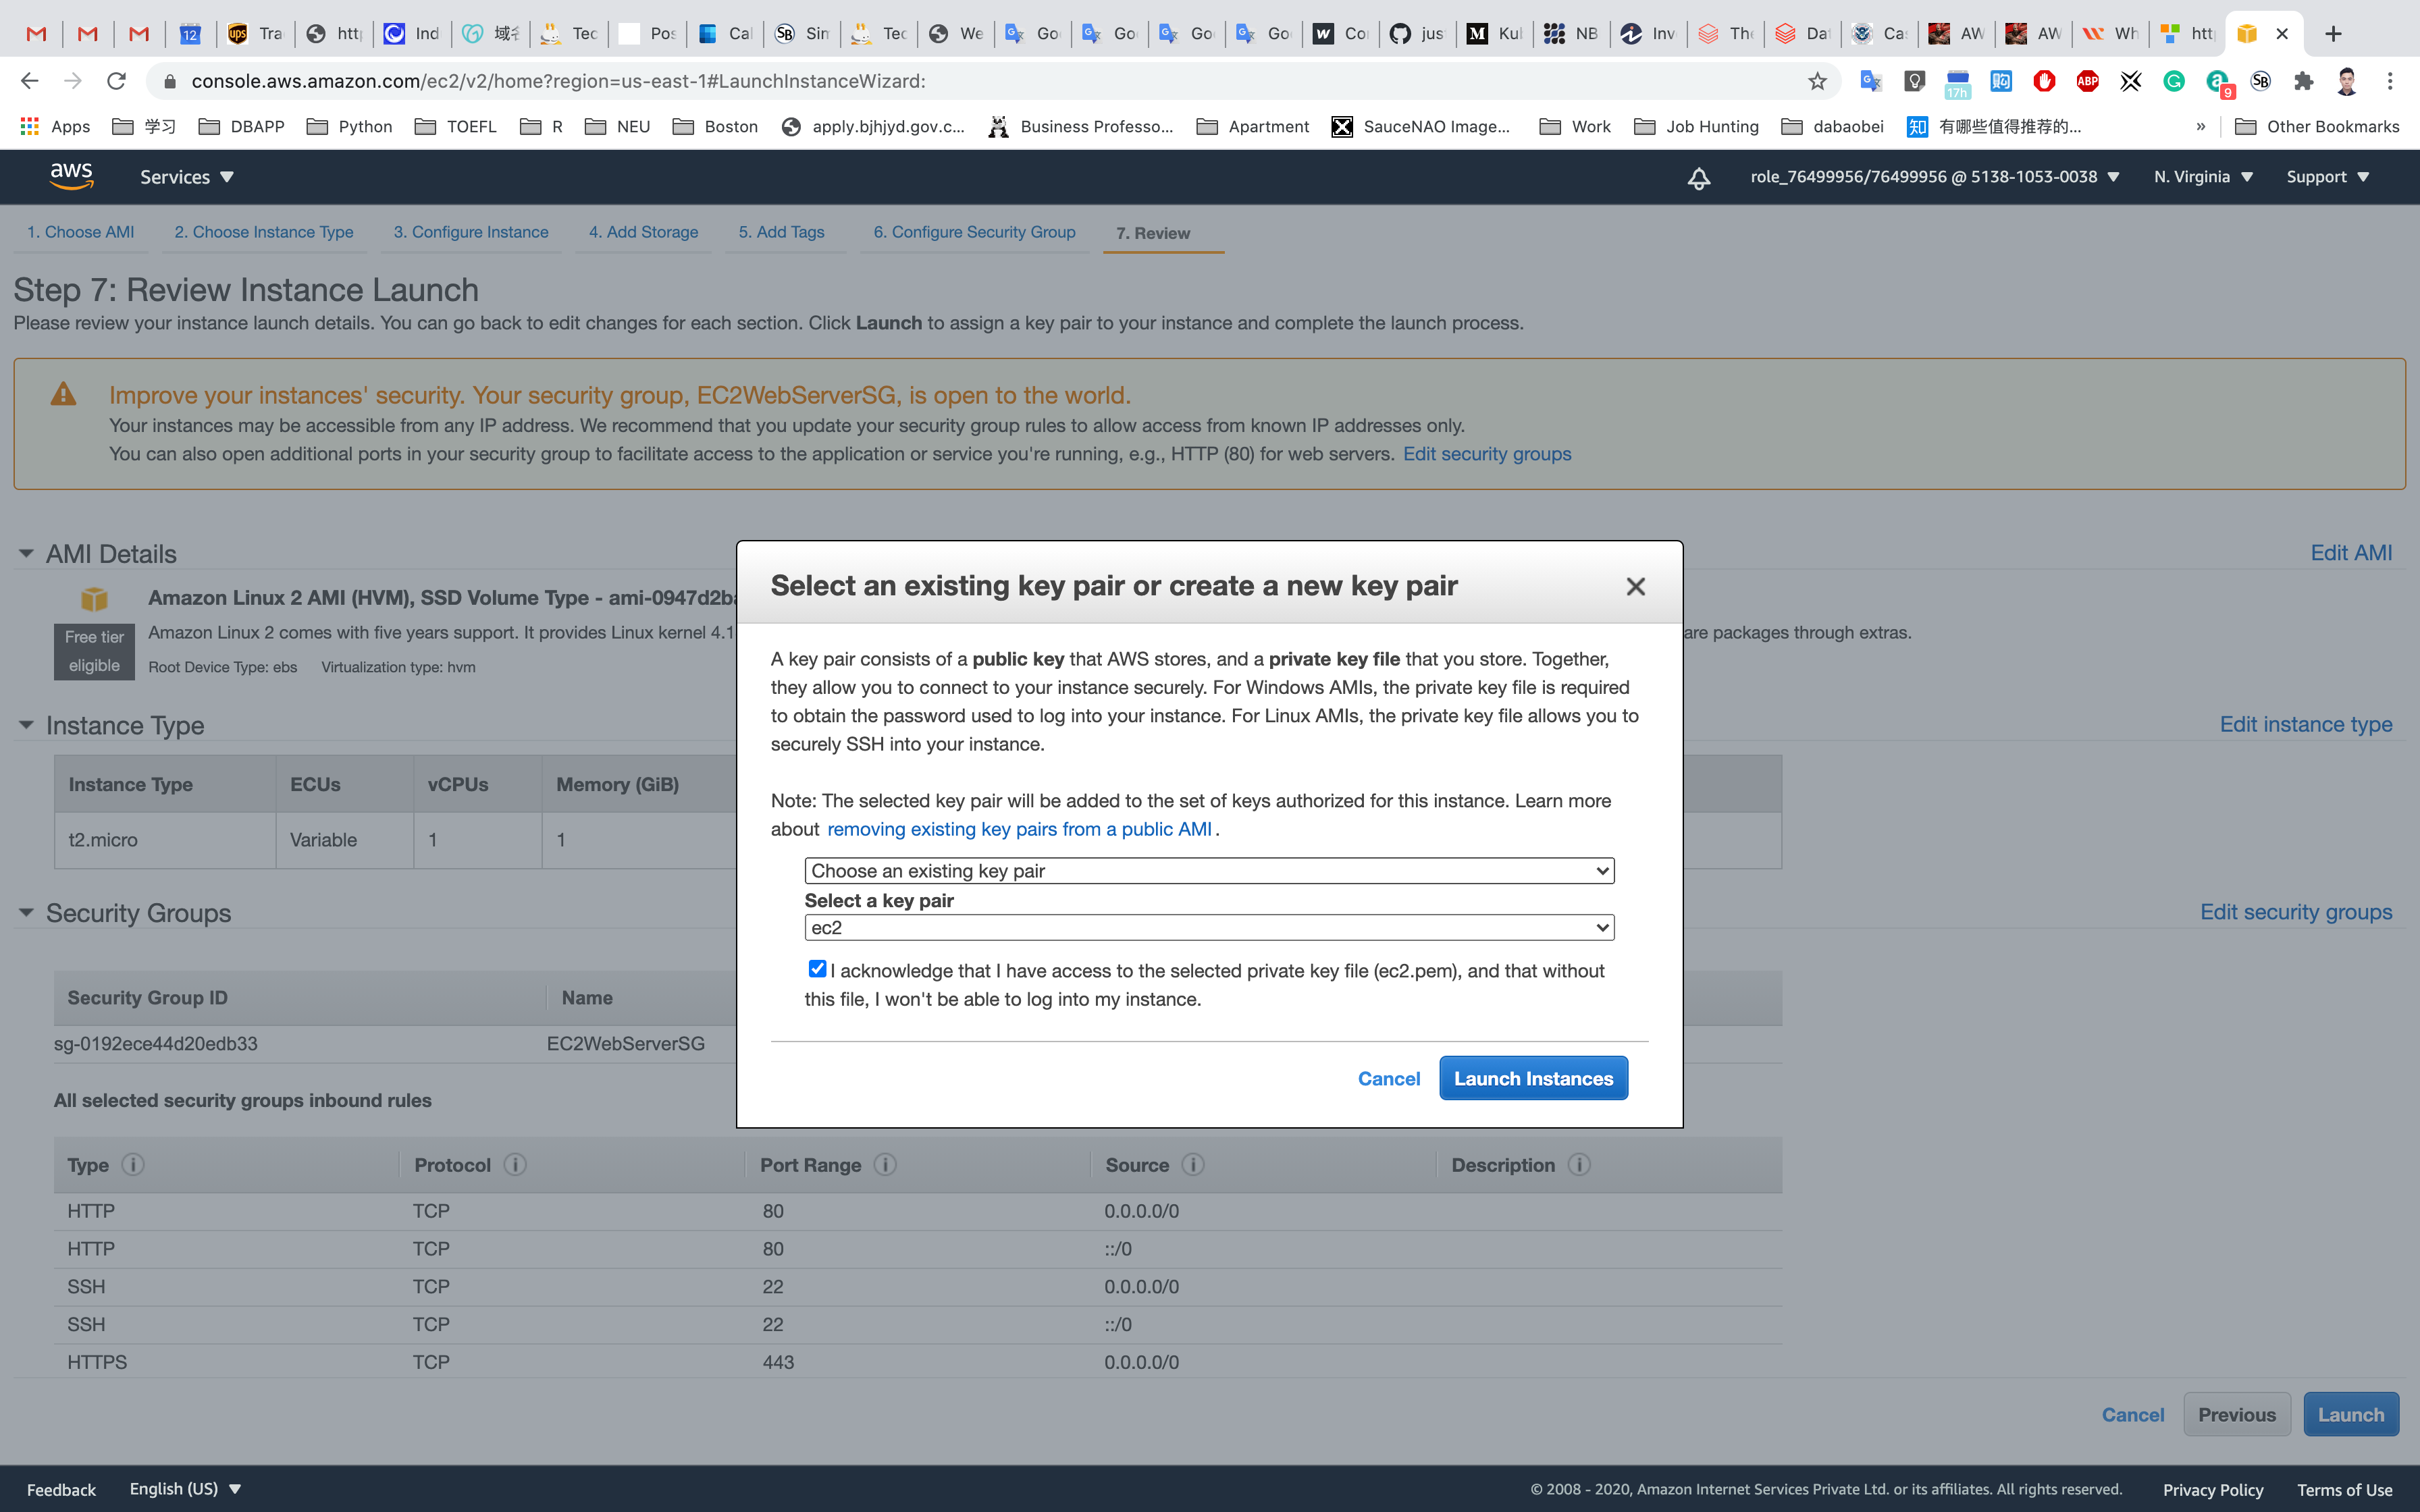 12
Tra
htt
Ind
域名
Tec
Pos
Cal
SB
Sim
Tec
We
Go
Go
Go
Go
Co
jus
Kub
NB
Inv
The
Dat
Ca
AW
AW
Wh
htt
console.aws.amazon.com/ec2/v2/home?region=us-east-1#LaunchInstanceWizard:
17h
ABP
9
SB
Apps
学习
DBAPP
Python
TOEFL
R
NEU
Boston
apply.bjhjyd.gov.c...
Business Professo...
Apartment
SauceNAO Image...
Work
Job Hunting
dabaobei
知 有哪些值得推荐的...
»
Other Bookmarks
aws
Services
role_76499956/76499956 @ 5138-1053-0038
N. Virginia
Support
1. Choose AMI
2. Choose Instance Type
3. Configure Instance
4. Add Storage
5. Add Tags
6. Configure Security Group
7. Review
Step 7: Review Instance Launch
Please review your instance launch details. You can go back to edit changes for each section. Click Launch to assign a key pair to your instance and complete the launch process.
Improve your instances' security. Your security group, EC2WebServerSG, is open to the world.
Your instances may be accessible from any IP address. We recommend that you update your security group rules to allow access from known IP addresses only.
You can also open additional ports in your security group to facilitate access to the application or service you're running, e.g., HTTP (80) for web servers. Edit security groups
AMI Details
Edit AMI
Amazon Linux 2 AMI (HVM), SSD Volume Type - ami-0947d2ba
Free tier
eligible
Amazon Linux 2 comes with five years support. It provides Linux kernel 4.1
are packages through extras.
Root Device Type: ebs Virtualization type: hvm
Instance Type
Edit instance type
Instance Type ECUs vCPUs Memory (GiB)
t2.micro Variable 1 1
Security Groups
Edit security groups
Security Group ID Name
sg-0192ece44d20edb33 EC2WebServerSG
All selected security groups inbound rules
Type Protocol Port Range Source Description
HTTP TCP 80 0.0.0.0/0
HTTP TCP 80 ::/0
SSH TCP 22 0.0.0.0/0
SSH TCP 22 ::/0
HTTPS TCP 443 0.0.0.0/0
Select an existing key pair or create a new key pair
A key pair consists of a public key that AWS stores, and a private key file that you store. Together,
they allow you to connect to your instance securely. For Windows AMIs, the private key file is required
to obtain the password used to log into your instance. For Linux AMIs, the private key file allows you to
securely SSH into your instance.
Note: The selected key pair will be added to the set of keys authorized for this instance. Learn more
about removing existing key pairs from a public AMI .
Choose an existing key pair
Select a key pair
ec2
I acknowledge that I have access to the selected private key file (ec2.pem), and that without
this file, I won't be able to log into my instance.
Cancel
Launch Instances
Cancel
Previous
Launch
Feedback
English (US)
© 2008 - 2020, Amazon Internet Services Private Ltd. or its affiliates. All rights reserved.
Privacy Policy
Terms of Use